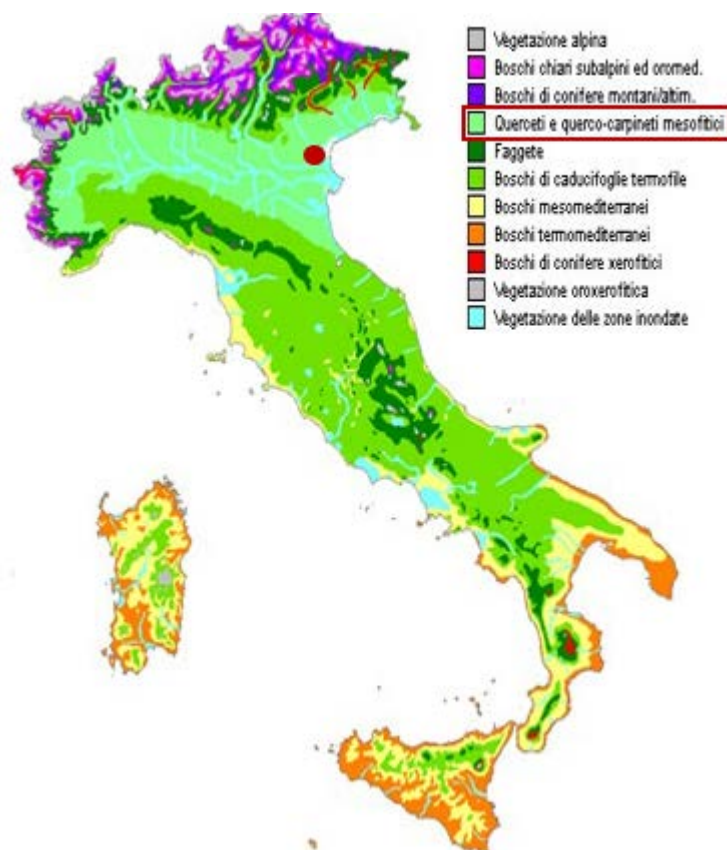 Vegetazione alpina
Boschi chiari subalpini ed oromed.
Boschi di conifere montani/altim.
Querceti e querco-carpineti mesofitici
Faggete
Boschi di caducifoglie termofile
Boschi mesomediterranei
Boschi termomediterranei
Boschi di conifere xerofitici
Vegetazione oroxerofitica
Vegetazione delle zone inondate